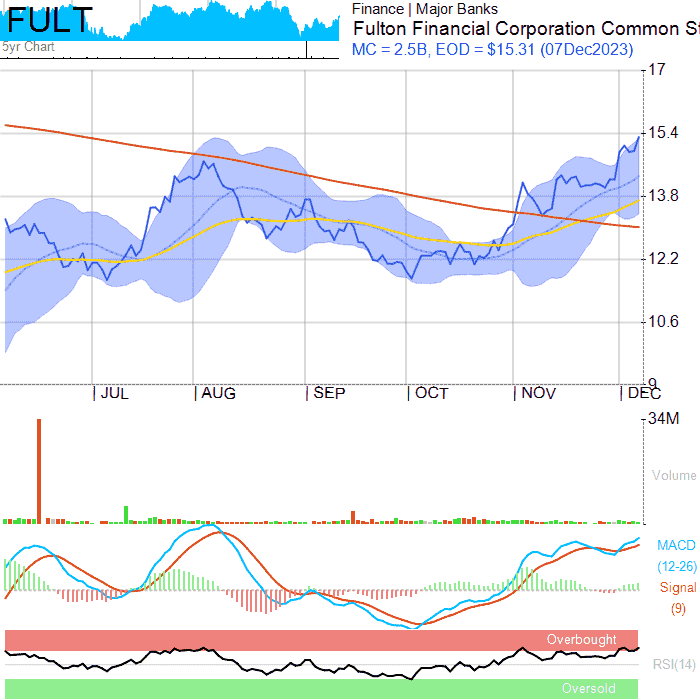 FULT
5yr Chart
Finance | Major Banks
Fulton Financial Corporation Common St
MC = 2.5B, EOD = $15.31 (07Dec2023)
17
15.4
13.8
12.2
10.6
9
JUL AUG SEP OCT NOV DEC
34M
Volume
MACD
(12-26)
Signal
(9)
Overbought
RSI(14)
Oversold